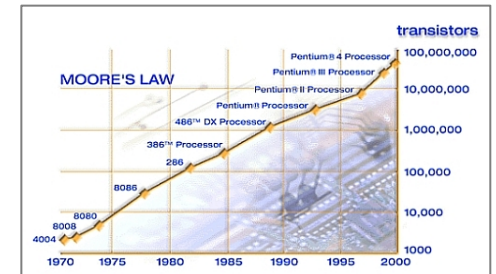 transistors
Pentium® 4 Processor
100,000,000
MOORE'S LAW
Pentium® III Processor
Pentium® II Processor
10,000,000
Pentium® Processor
486™ DX Processor
1,000,000
386™ Processor
286
100,000
8086
8080
10,000
8008
4004
1000
1970 1975 1980 1985 1990 1995 2000